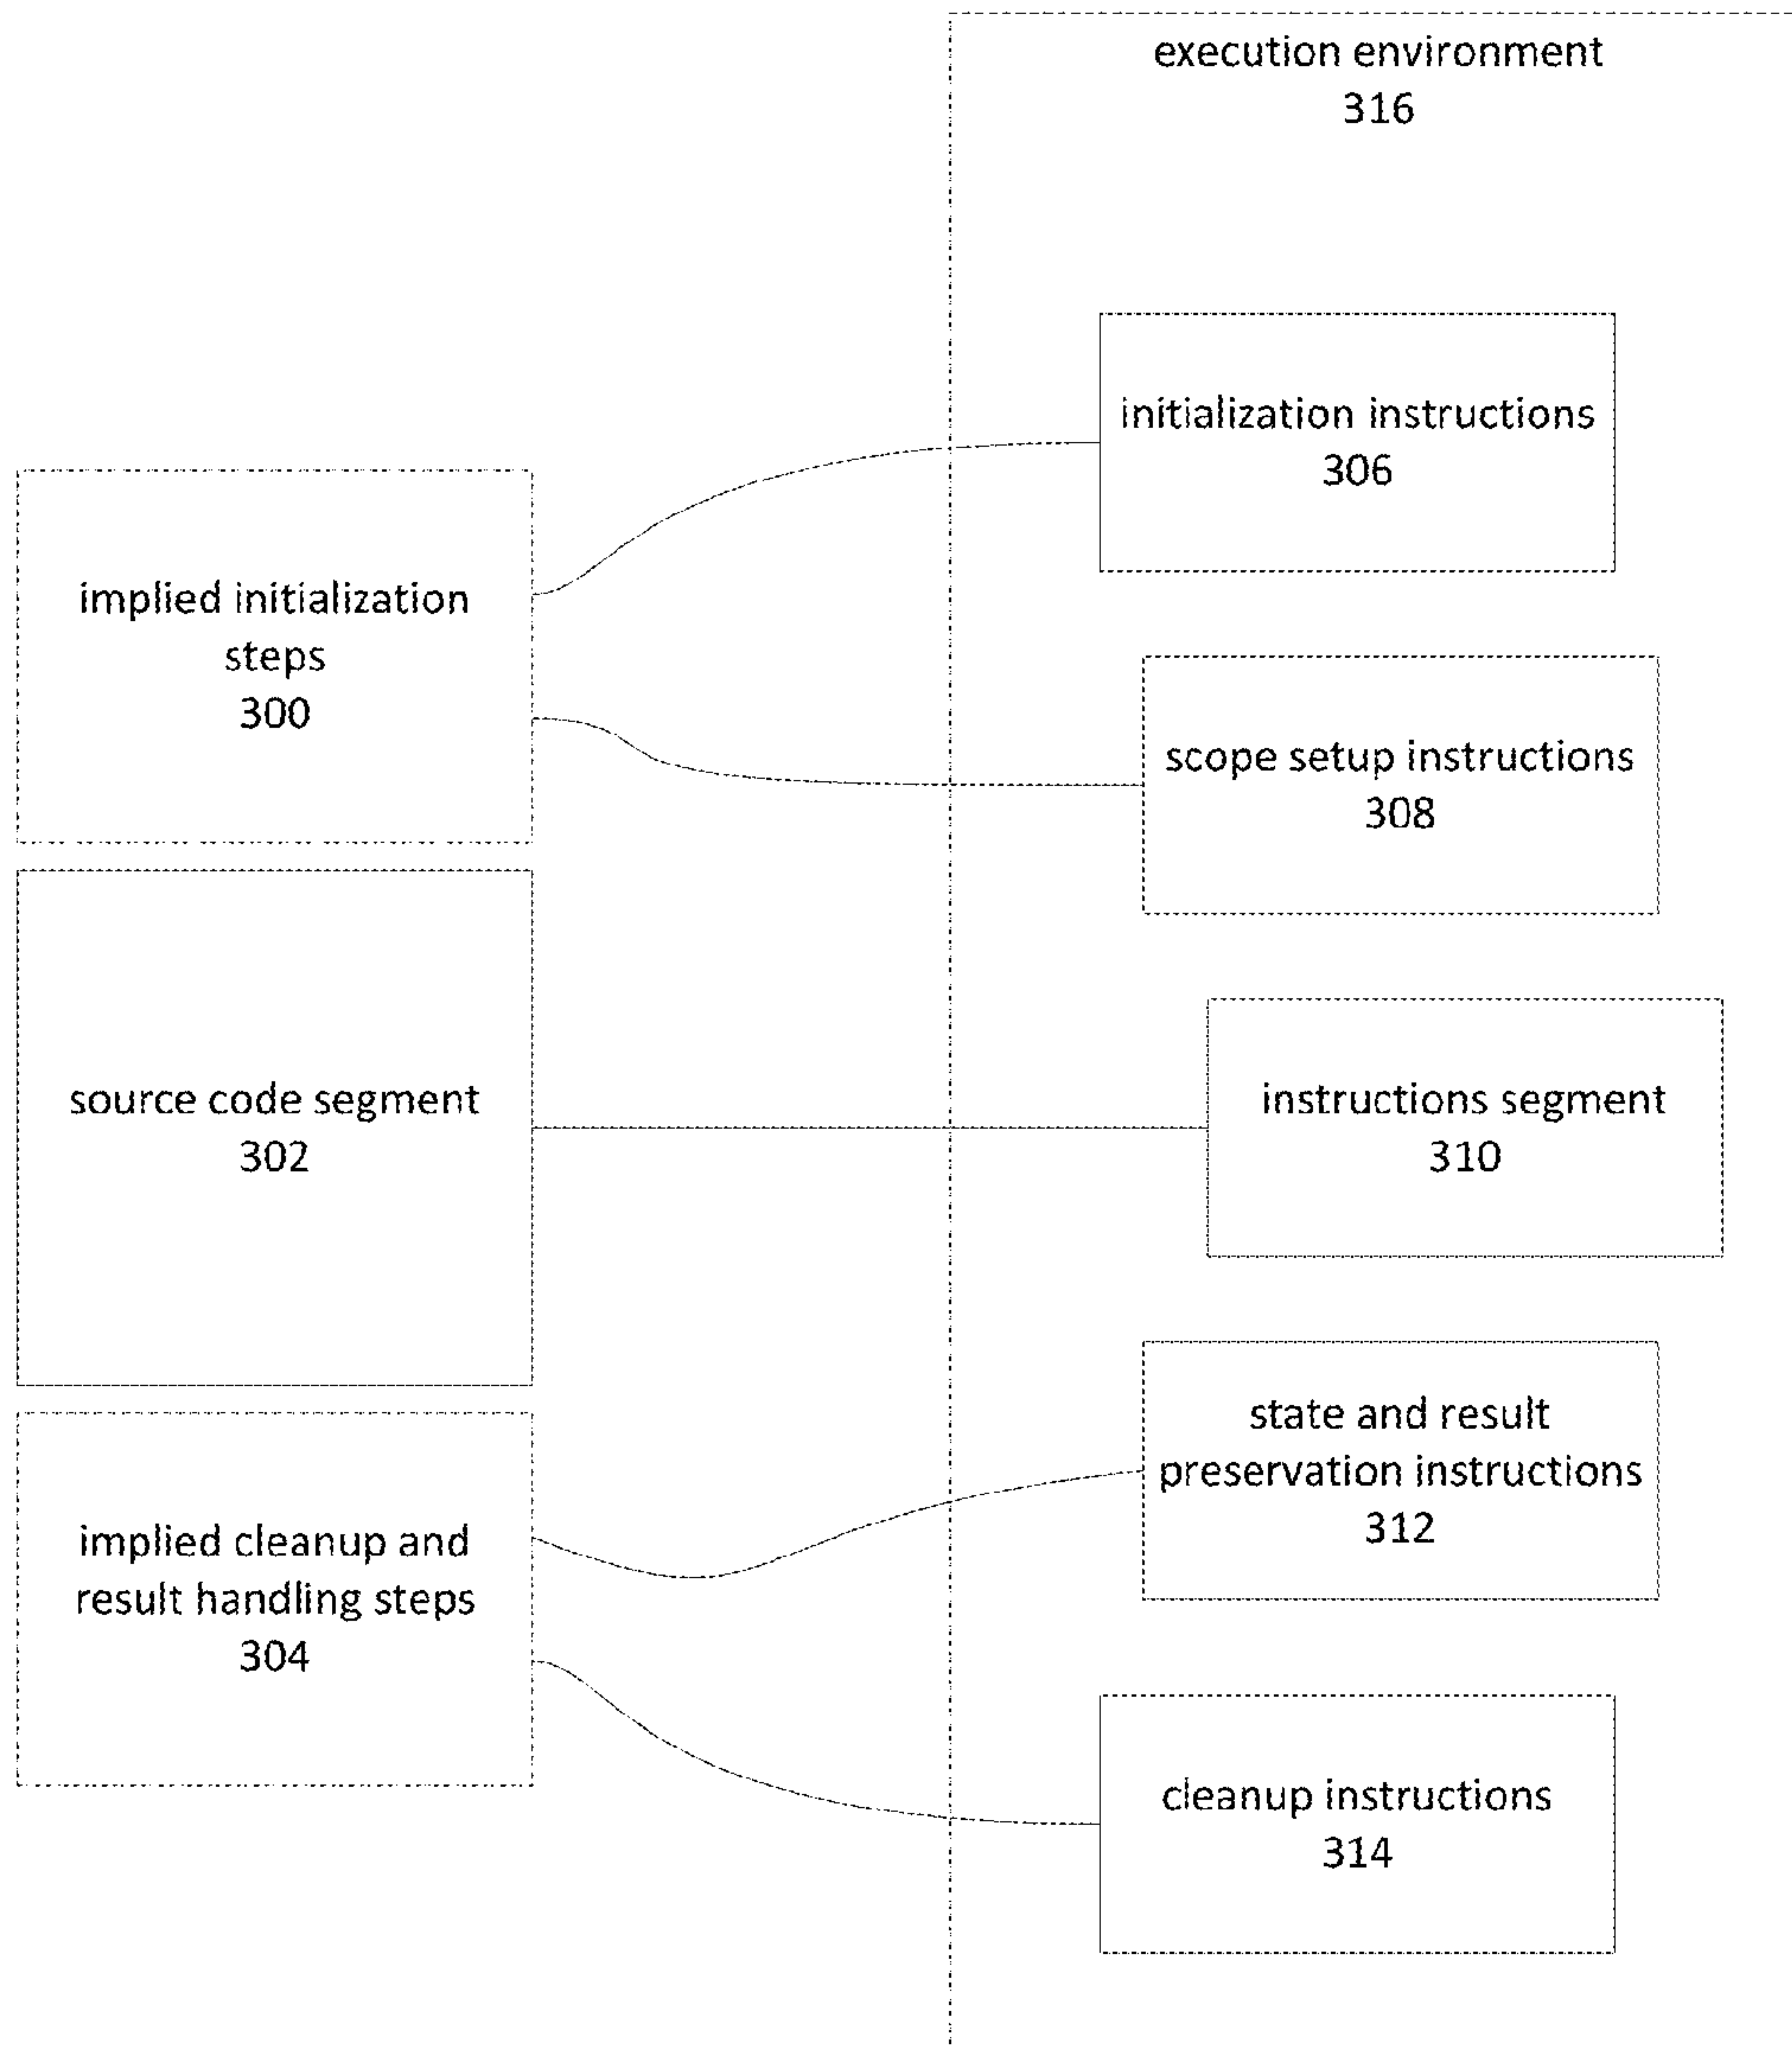 execution environment
316
initialization instructions
306
implied initialization
steps
300
scope setup instructions
308
source code segment
302
instructions segment
310
state and result
preservation instructions
312
implied cleanup and
result handling steps
304
cleanup instructions
314